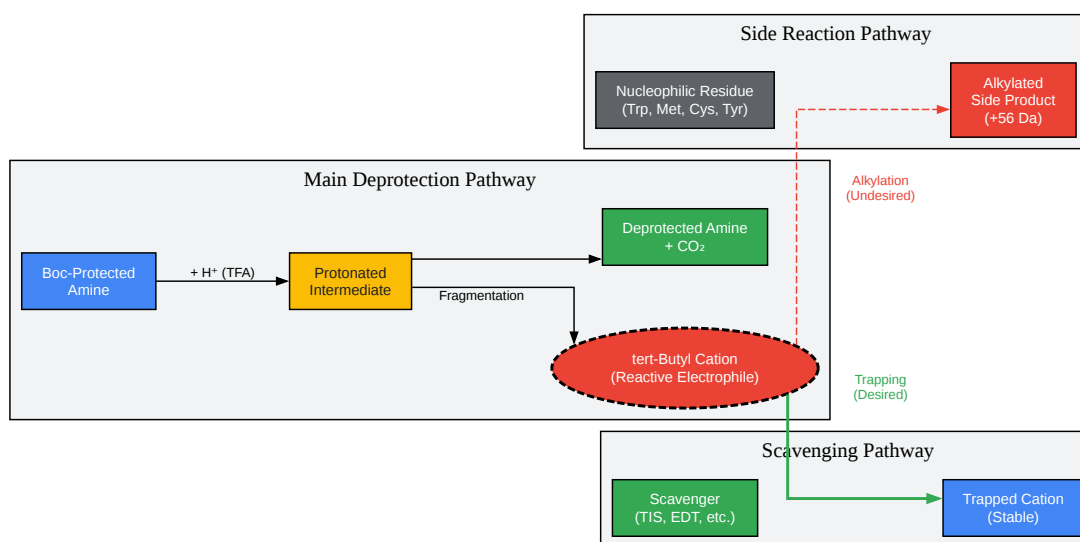 Side Reaction Pathway
Nucleophilic Residue
(Trp, Met, Cys, Tyr)
Alkylated
Side Product
(+56 Da)
Main Deprotection Pathway
Alkylation
(Undesired)
Boc-Protected
Amine
+ H⁺ (TFA)
Protonated
Intermediate
Deprotected Amine
+ CO₂
Fragmentation
tert-Butyl Cation
(Reactive Electrophile)
Trapping
(Desired)
Scavenging Pathway
Scavenger
(TIS, EDT, etc.)
Trapped Cation
(Stable)